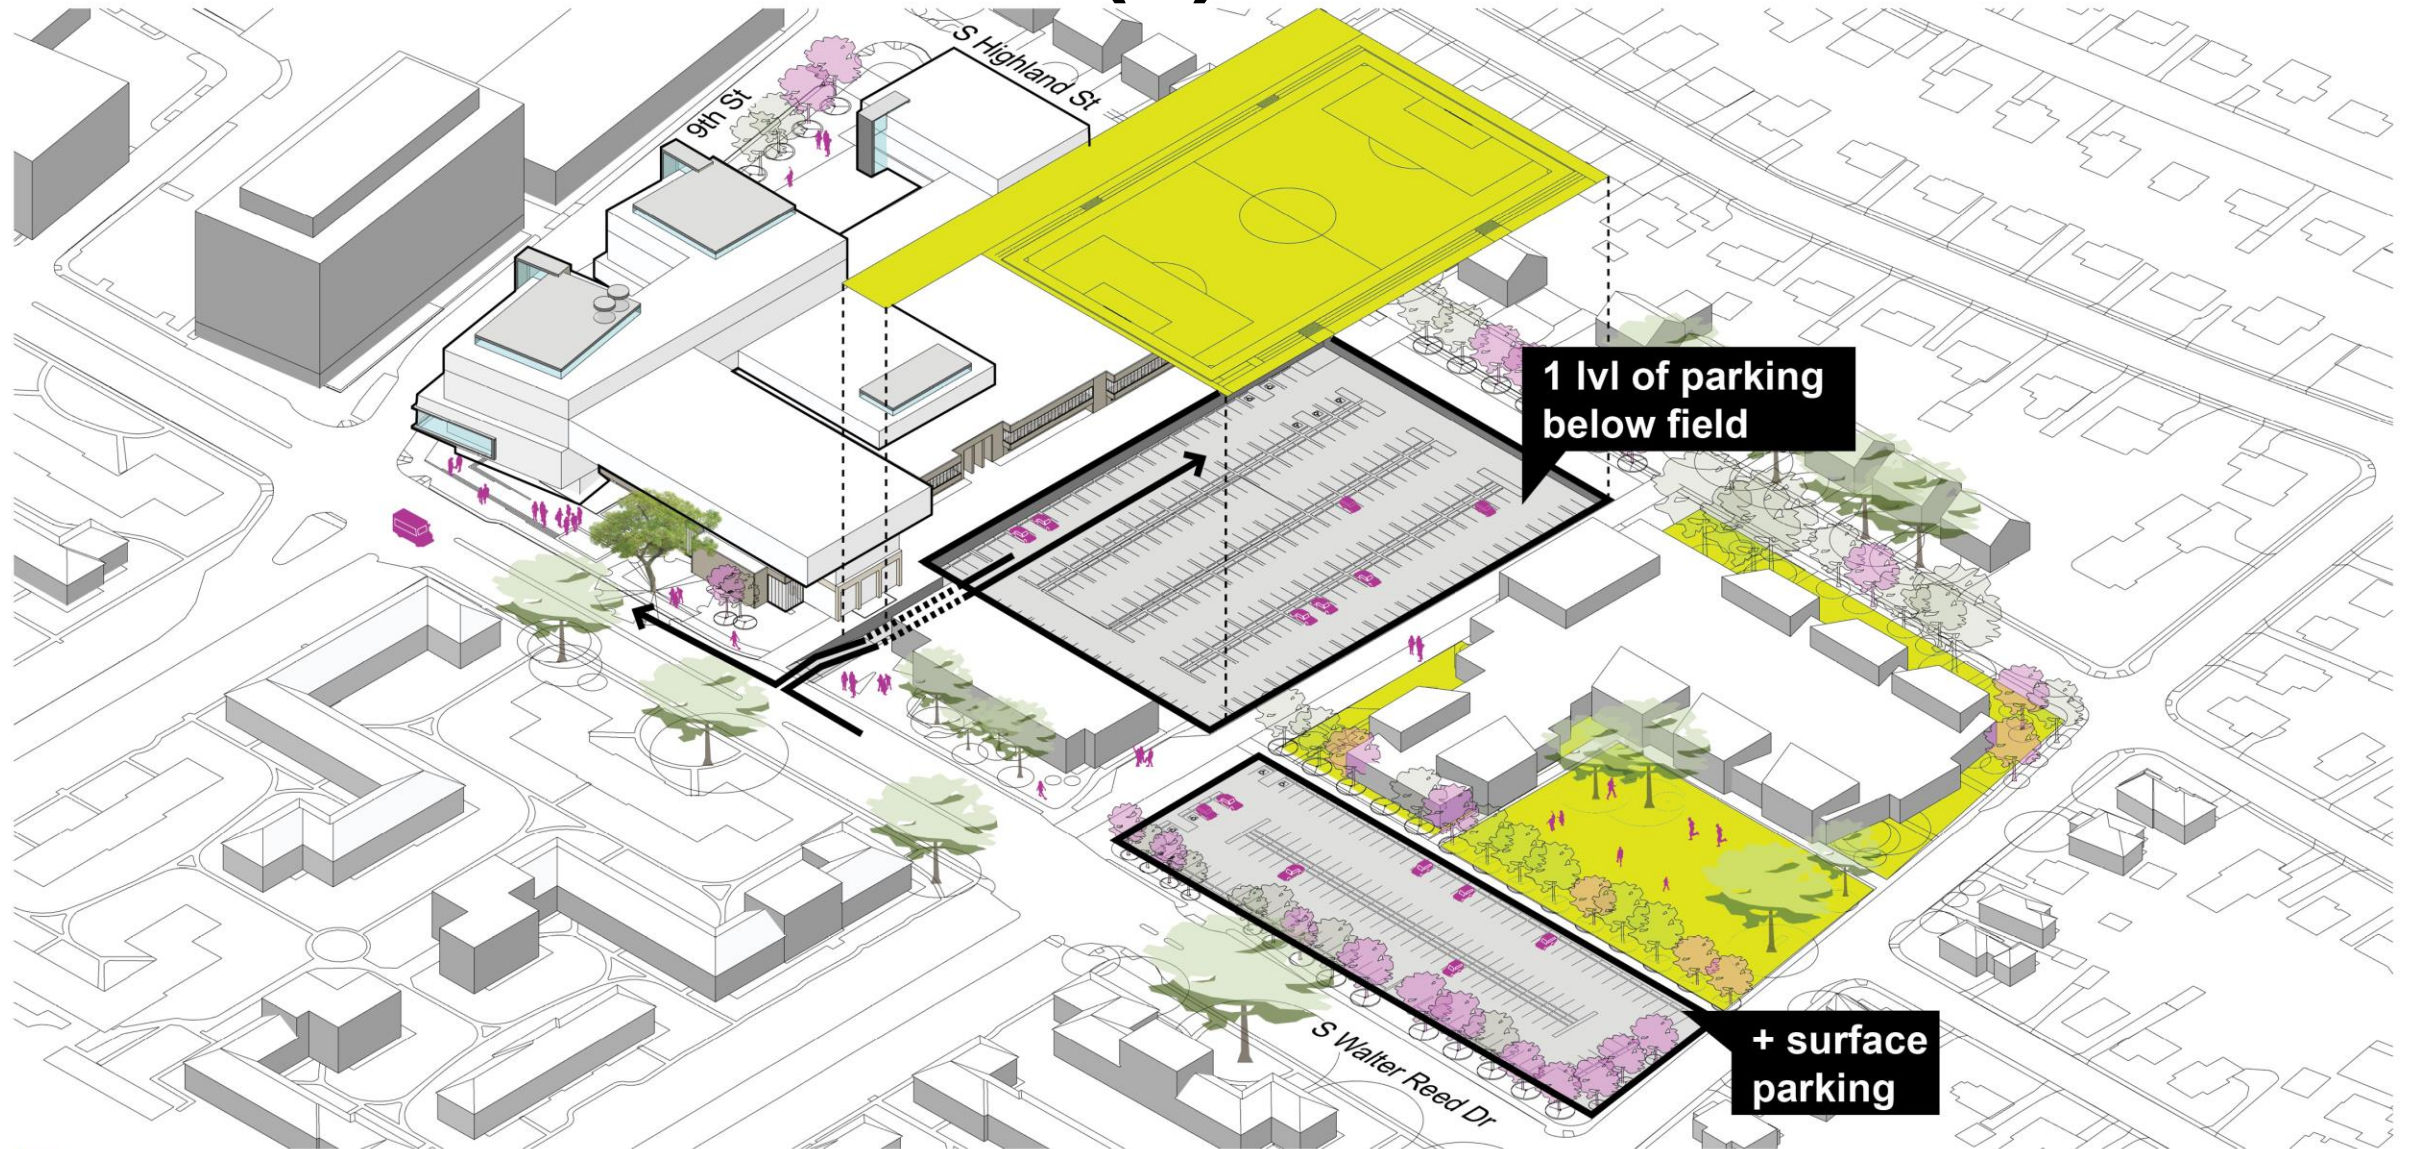 S Highland St
9th St
1 lvl of parking
below field
+ surface
parking
S Walter Reed Dr